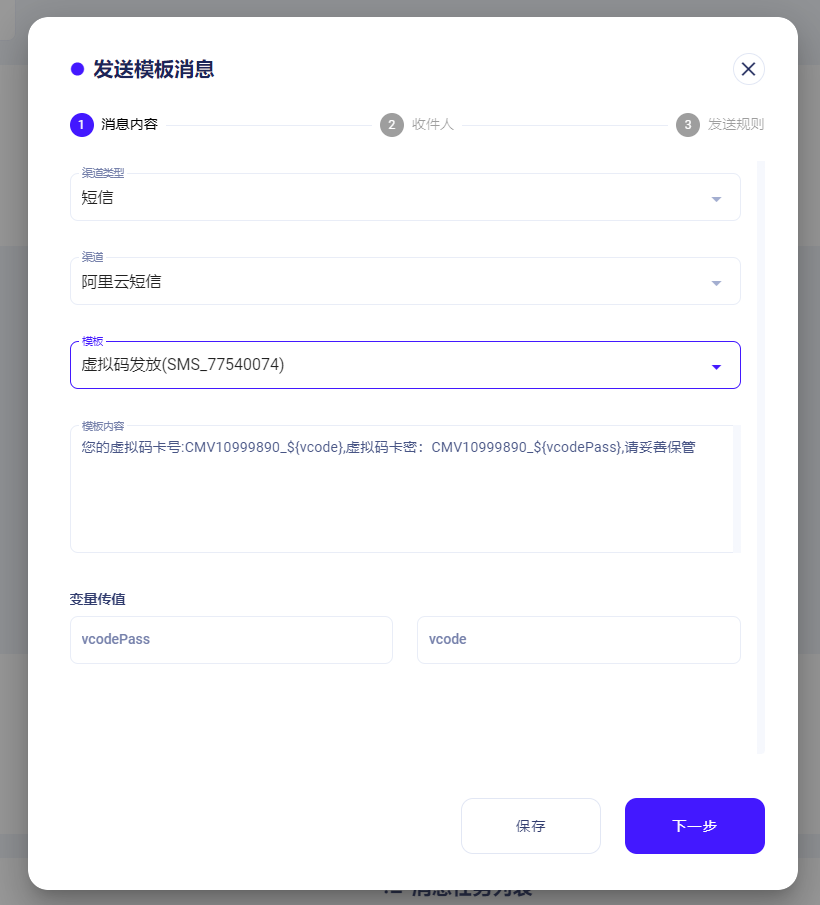 发送模板消息
1 消息内容
2 收件人
3 发送规则
渠道类型
短信
渠道
阿里云短信
模板
虚拟码发放(SMS_77540074)
模板内容
您的虚拟码卡号:CMV10999890_${vcode},虚拟码卡密：CMV10999890_${vcodePass},请妥善保管
变量传值
vcodePass
vcode
保存
下一步